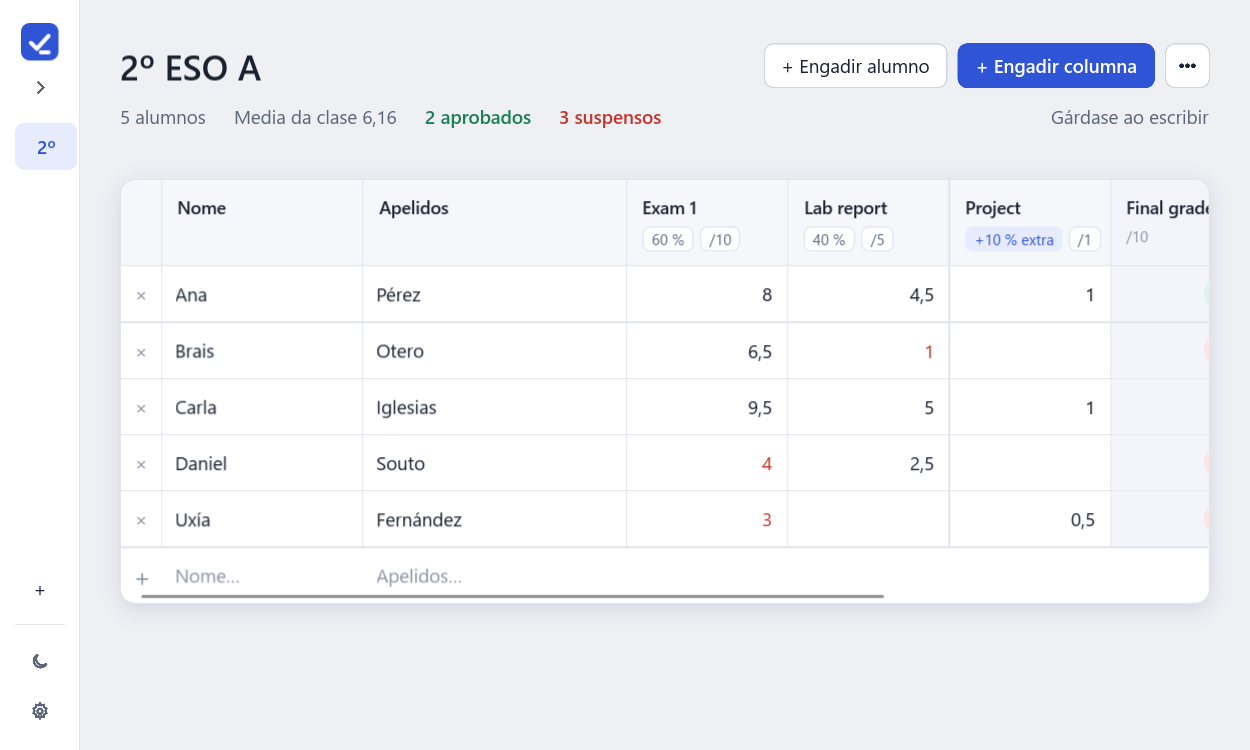 2º ESO A
+ Engadir alumno
+ Engadir columna
•••
5 alumnos Media da clase 6,16 2 aprobados 3 suspensos
Gárdase ao escribir
2º
Nome Apelidos Exam 1 Lab report Project Final grade
60 % /10 40 % /5 +10 % extra /1 /10
× Ana Pérez 8 4,5 1
× Brais Otero 6,5 1
× Carla Iglesias 9,5 5 1
× Daniel Souto 4 2,5
× Uxía Fernández 3 0,5
+ Nome... Apelidos...
+